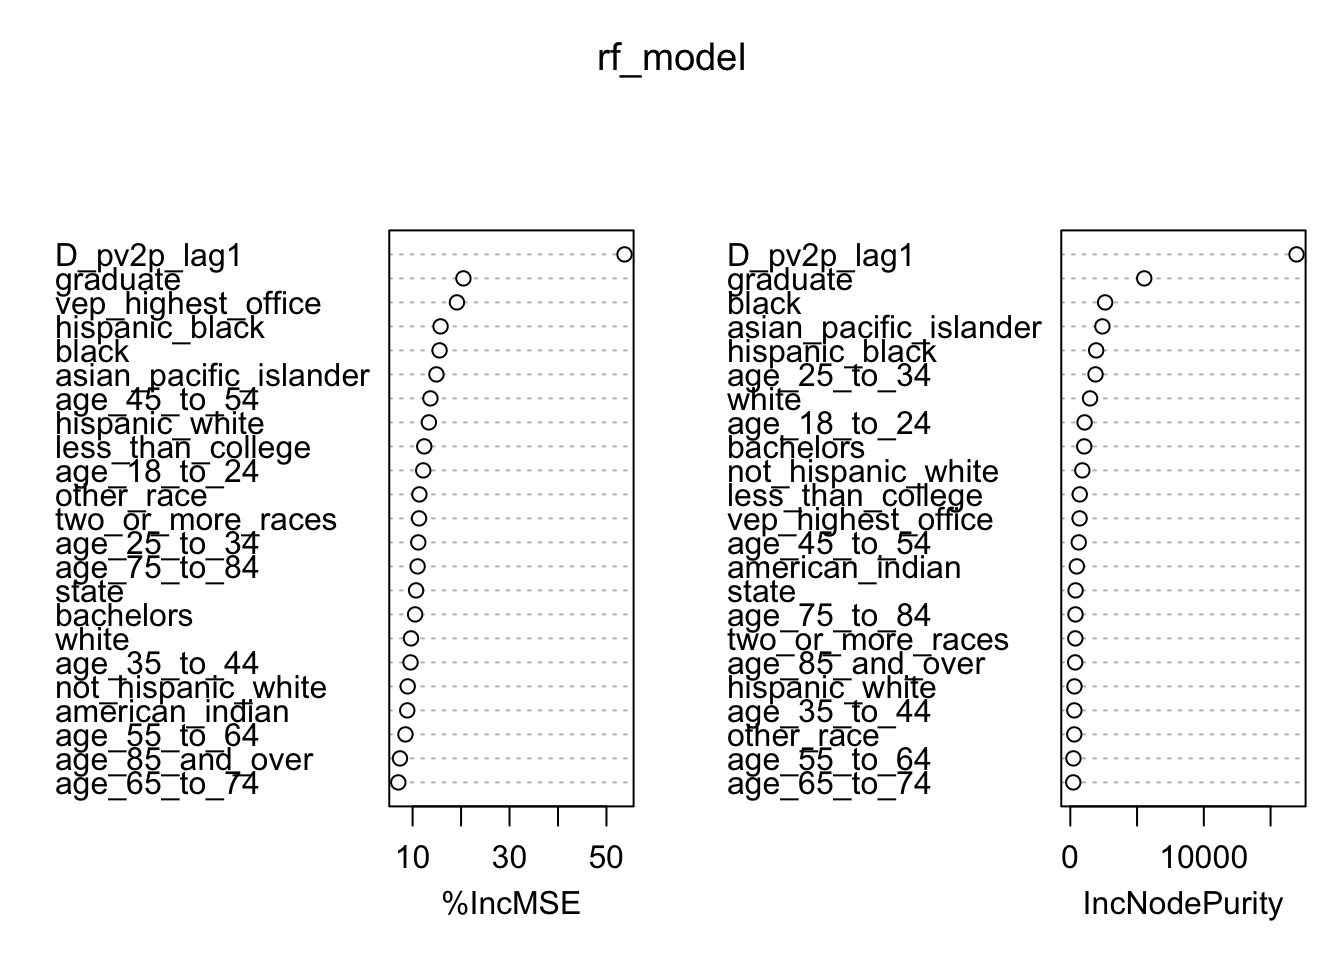 rf_model
D_pv2p_lag1
graduate
vep_highest_office
hispanic_black
black
asian_pacific_islander
age_45_to_54
hispanic_white
less_than_college
age_18_to_24
other_race
two_or_more_races
age_25_to_34
age_75_to_84
state
bachelors
white
age_35_to_44
not_hispanic_white
american_indian
age_55_to_64
age_85_and_over
age_65_to_74
10 30 50
%IncMSE
D_pv2p_lag1
graduate
black
asian_pacific_islander
hispanic_black
age_25_to_34
white
age_18_to_24
bachelors
not_hispanic_white
less_than_college
vep_highest_office
age_45_to_54
american_indian
state
age_75_to_84
two_or_more_races
age_85_and_over
hispanic_white
age_35_to_44
other_race
age_55_to_64
age_65_to_74
0 10000
IncNodePurity